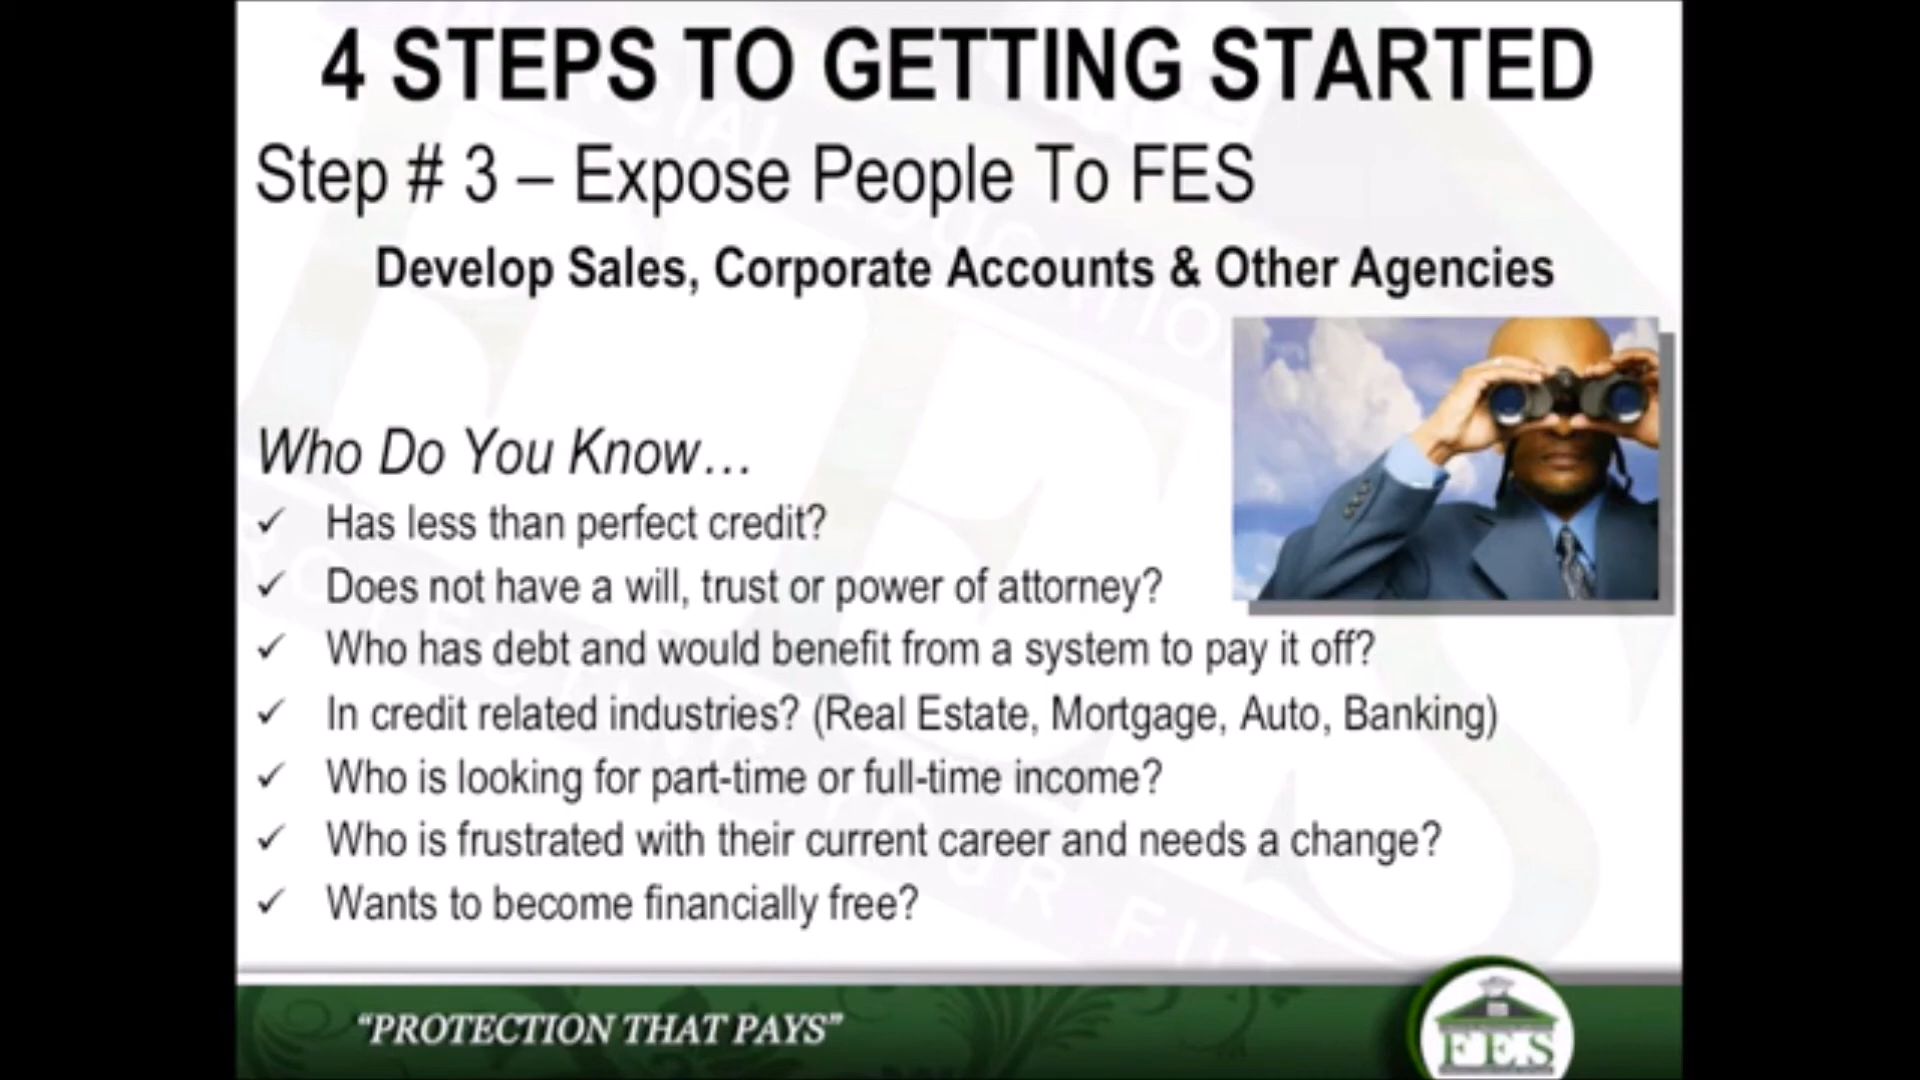 4 STEPS TO GETTING STARTED
Step # 3 – Expose People To FES
Develop Sales, Corporate Accounts & Other Agencies
Who Do You Know…
✓ Has less than perfect credit?
✓ Does not have a will, trust or power of attorney?
✓ Who has debt and would benefit from a system to pay it off?
✓ In credit related industries? (Real Estate, Mortgage, Auto, Banking)
✓ Who is looking for part-time or full-time income?
✓ Who is frustrated with their current career and needs a change?
✓ Wants to become financially free?
“PROTECTION THAT PAYS”
FES